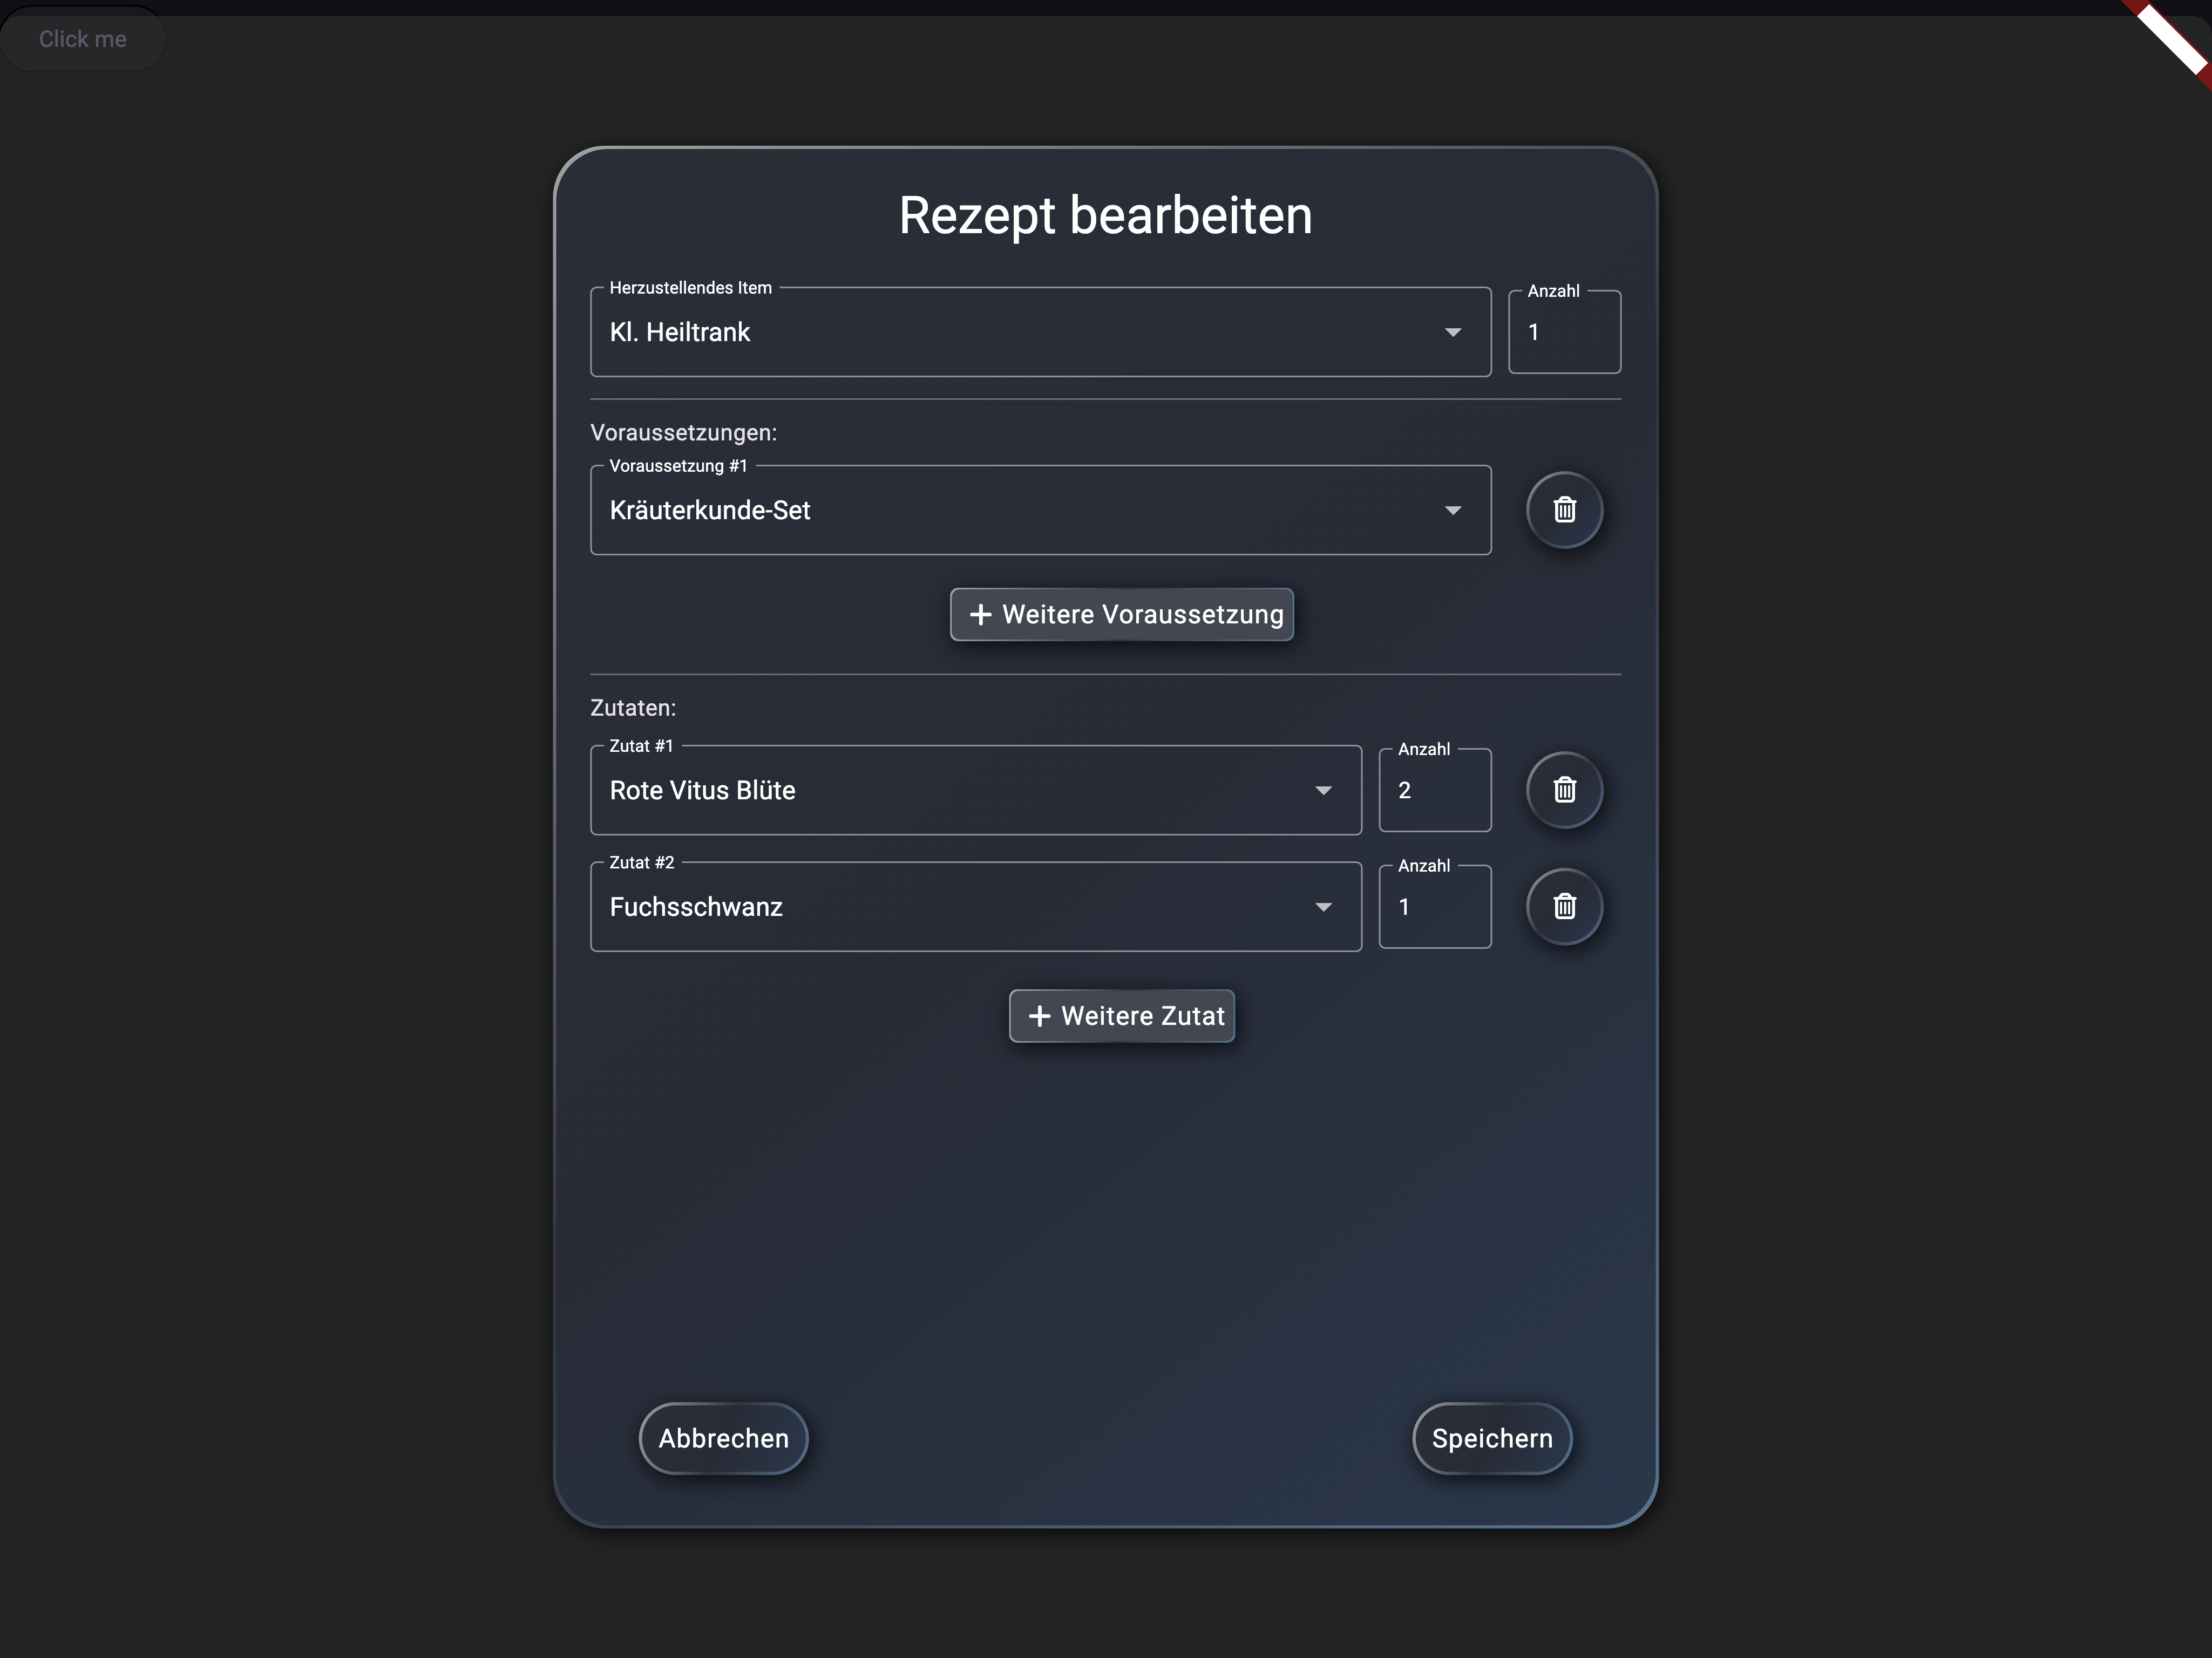 Click me
Rezept bearbeiten
Herzustellendes Item
Kl. Heiltrank
Anzahl
1
Voraussetzungen:
Voraussetzung #1
Kräuterkunde-Set
+ Weitere Voraussetzung
Zutaten:
Zutat #1
Rote Vitus Blüte
Anzahl
2
Zutat #2
Fuchsschwanz
Anzahl
1
+ Weitere Zutat
Abbrechen
Speichern